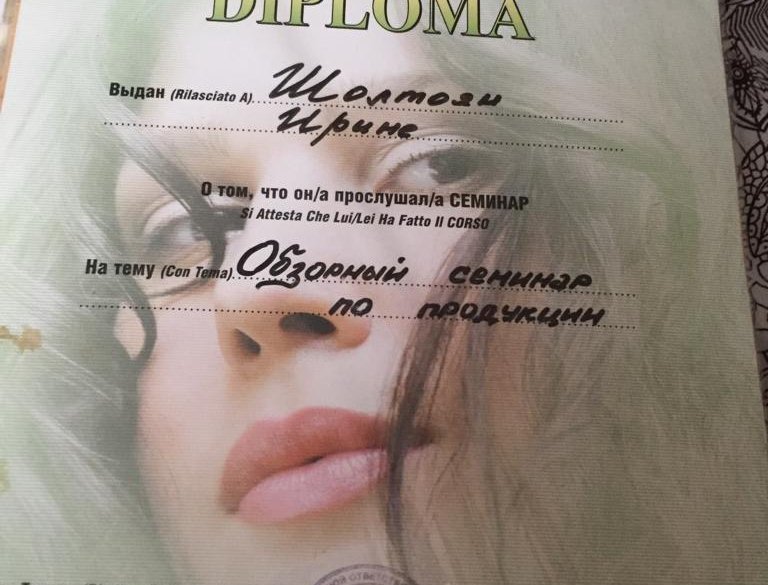 DIPLOMA
Выдан (Rilasciato A) Шолтоян
Ирине
О том, что он/а прослушал/а СЕМИНАР
Si Attesta Che Lui/Lei Ha Fatto Il CORSO
На тему (Con Tema) Обзорный семинар
по продукции